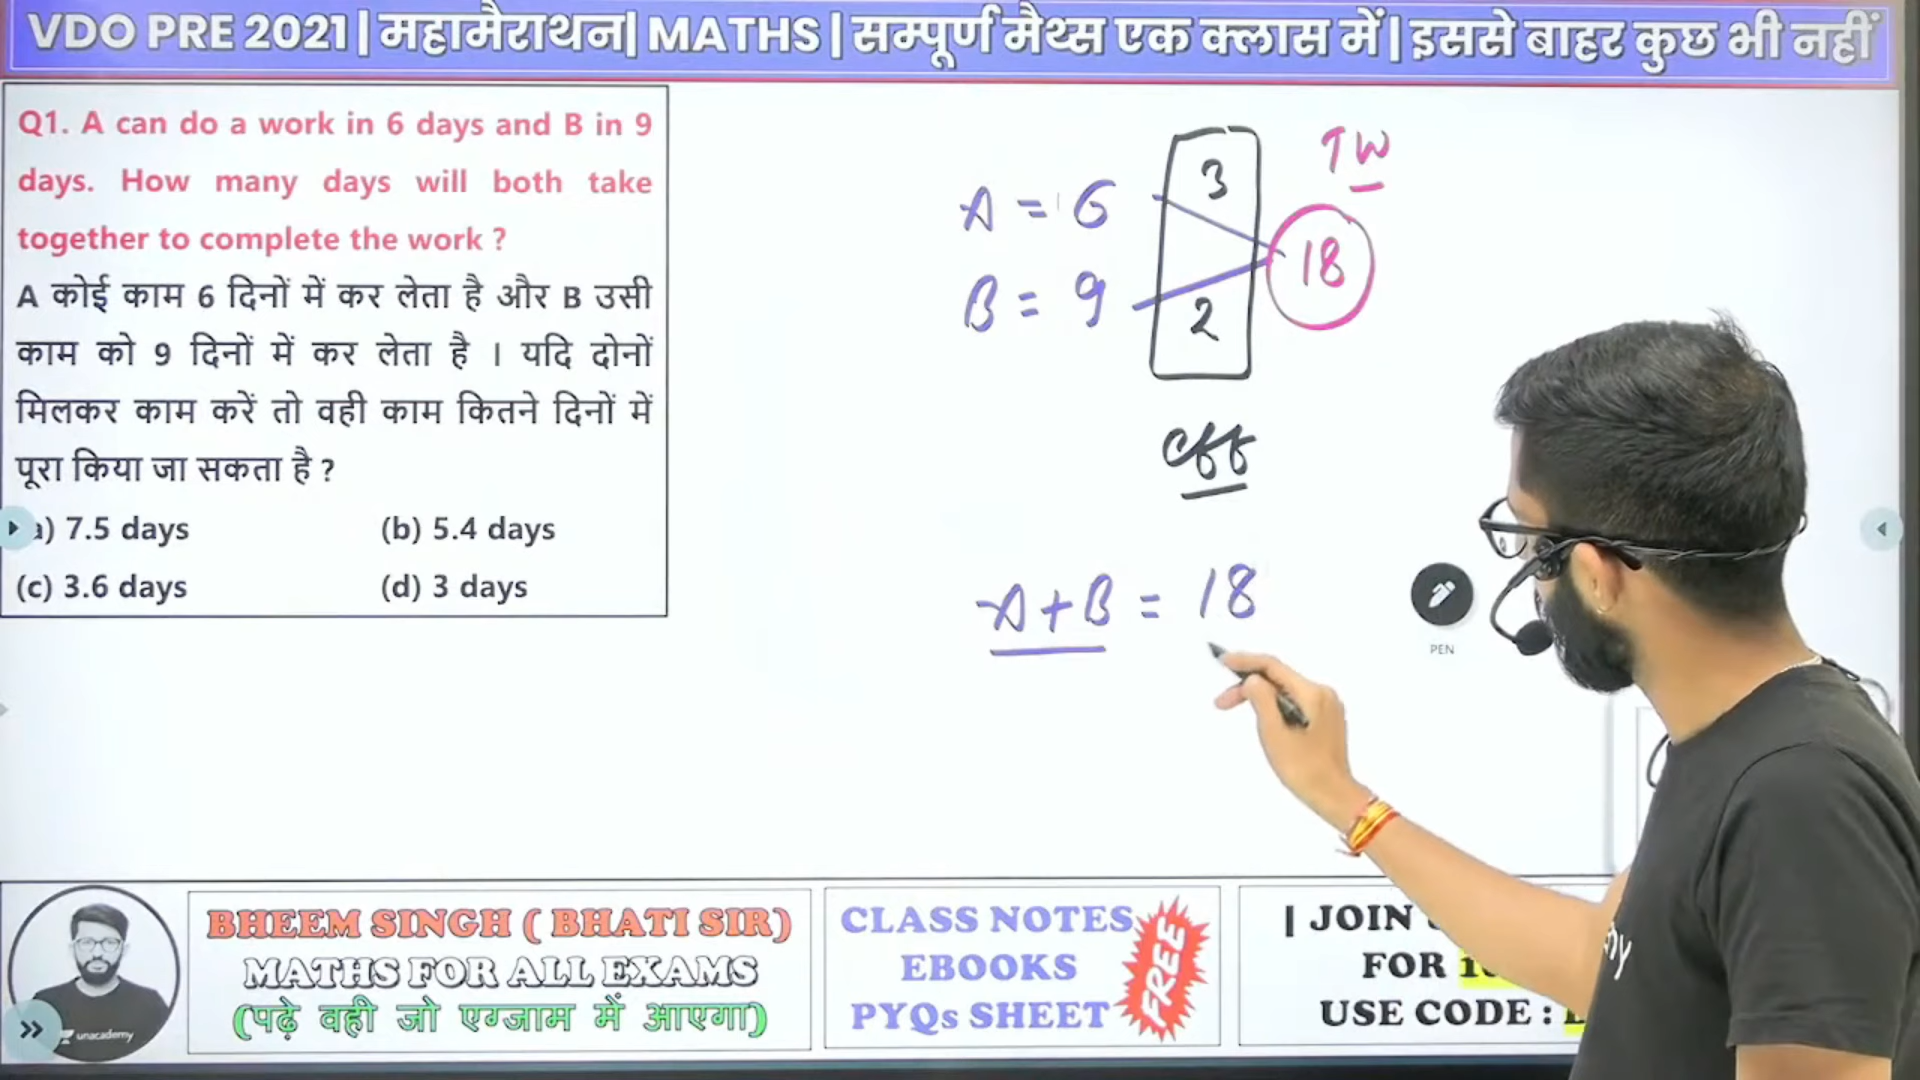 VDO PRE 2021 | महामैराथन| MATHS | सम्पूर्ण मैथ्स एक क्लास में | इससे बाहर कुछ भी नहीं
Q1. A can do a work in 6 days and B in 9
days. How many days will both take
together to complete the work ?
A कोई काम 6 दिनों में कर लेता है और B उसी
काम को 9 दिनों में कर लेता है । यदि दोनों
मिलकर काम करें तो वही काम कितने दिनों में
पूरा किया जा सकता है ?
a) 7.5 days (b) 5.4 days
(c) 3.6 days (d) 3 days
TW
A = 6 3
18
B = 9 2
eff
A + B = 18
PEN
unacademy
BHEEM SINGH ( BHATI SIR)
MATHS FOR ALL EXAMS
(पढ़े वही जो एग्जाम में आएगा)
CLASS NOTES
EBOOKS
PYQs SHEET
FREE
| JOIN
FOR
USE CODE :